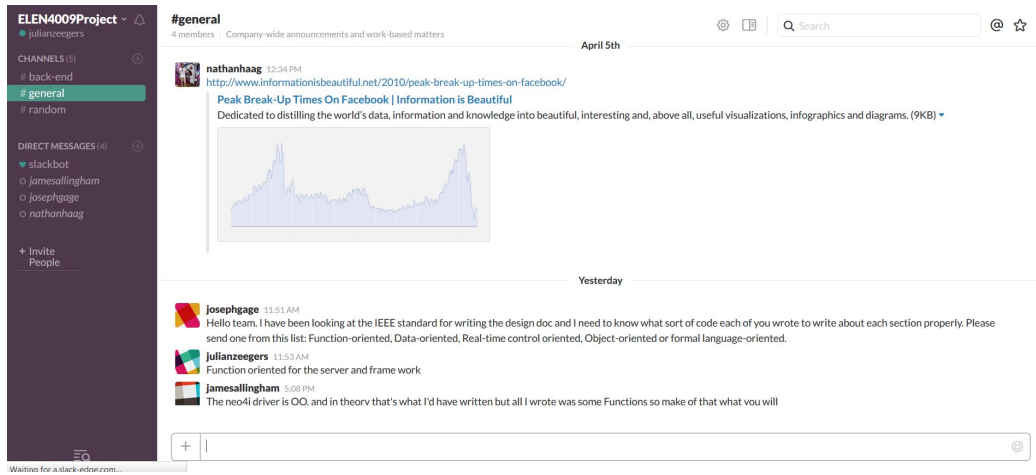 ELEN4009Project
julianzeegers
CHANNELS (5)
# back-end
# general
# random
DIRECT MESSAGES (4)
slackbot
jamesallingham
josephgage
nathanhaag
+ Invite
People
Waiting for a.slack-edge.com...
#general
4 members | Company-wide announcements and work-based matters
Search
April 5th
nathanhaag 12:34 PM
http://www.informationisbeautiful.net/2010/peak-break-up-times-on-facebook/
Peak Break-Up Times On Facebook | Information is Beautiful
Dedicated to distilling the world's data, information and knowledge into beautiful, interesting and, above all, useful visualizations, infographics and diagrams. (9KB)
Yesterday
josephgage 11:51 AM
Hello team. I have been looking at the IEEE standard for writing the design doc and I need to know what sort of code each of you wrote to write about each section properly. Please
send one from this list: Function-oriented, Data-oriented, Real-time control oriented, Object-oriented or formal language-oriented.
julianzeegers 11:53 AM
Function oriented for the server and frame work
jamesallingham 5:08 PM
The neo4j driver is OO. and in theory that's what I'd have written but all I wrote was some Functions so make of that what you will